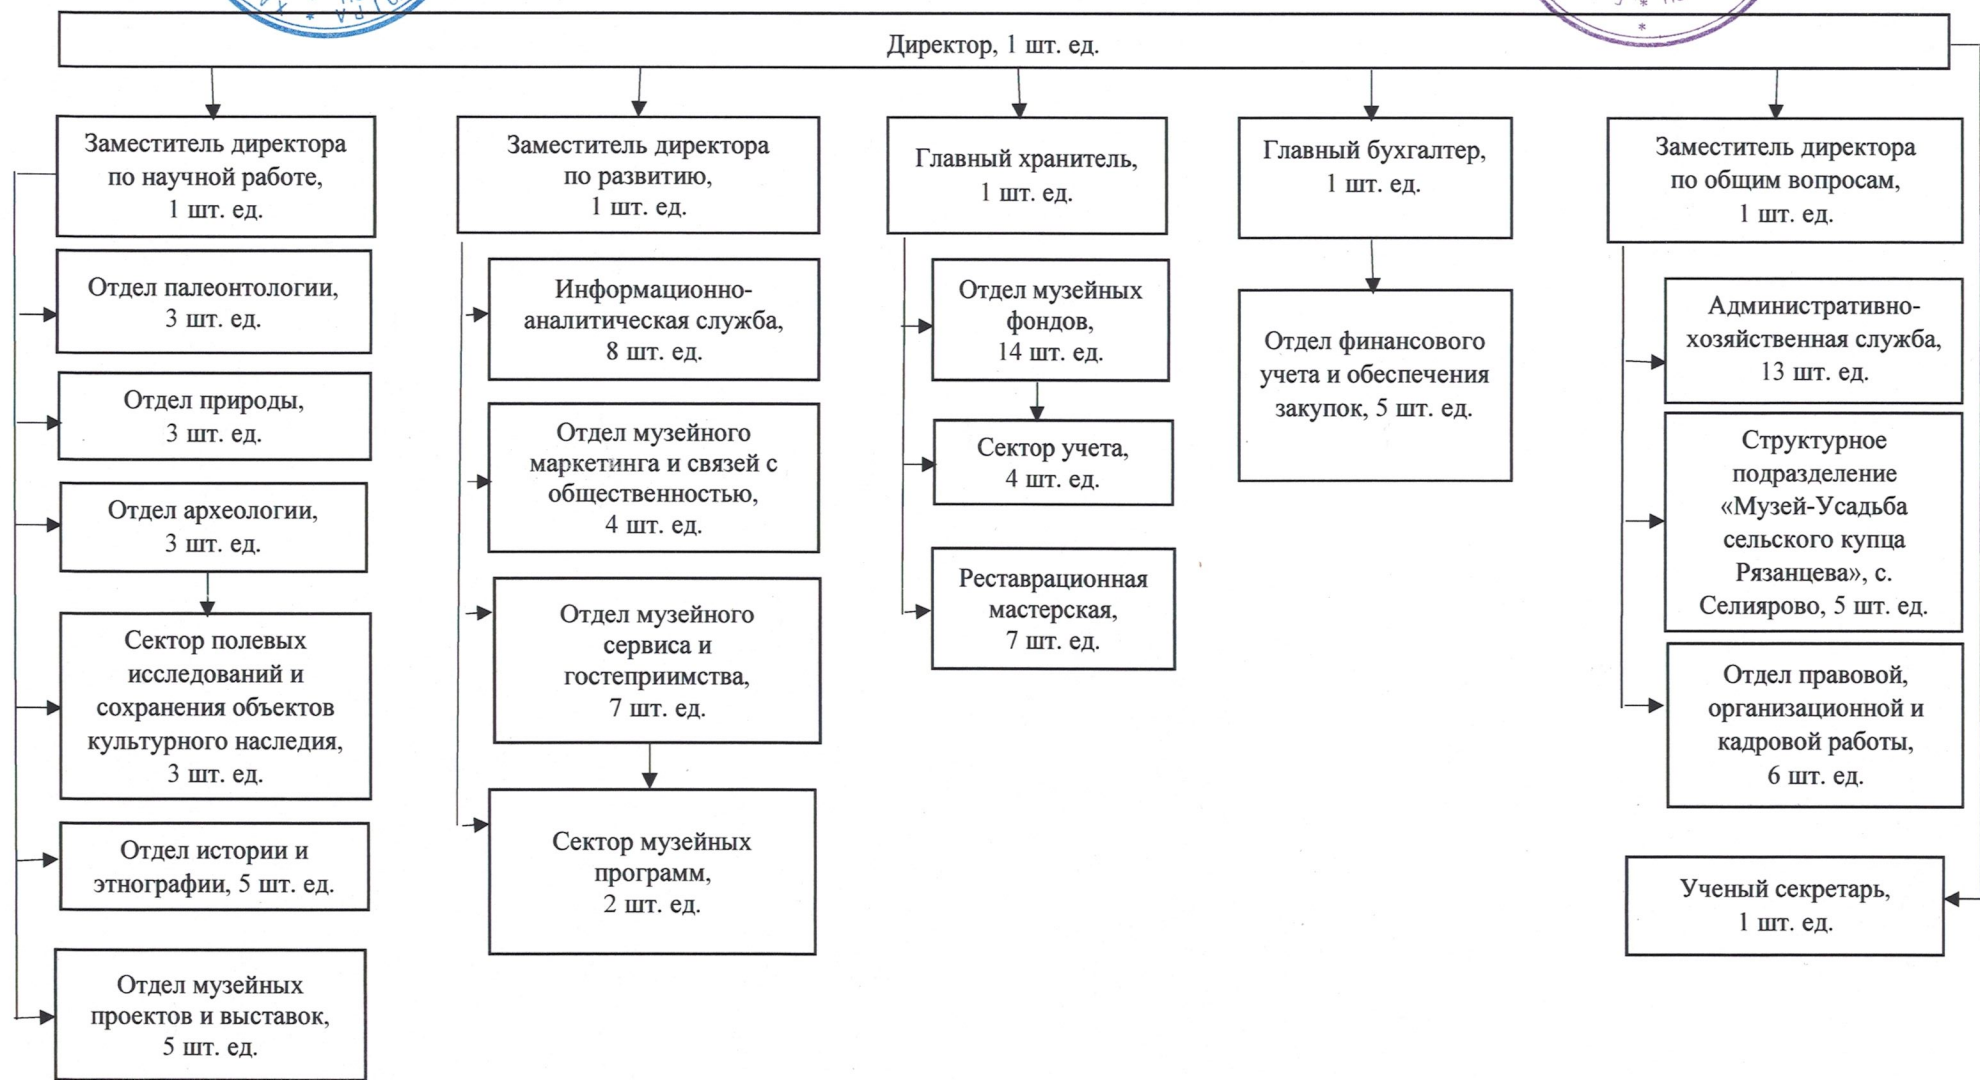 Директор, 1 шт. ед.
Заместитель директора
по научной работе,
1 шт. ед.
Отдел палеонтологии,
3 шт. ед.
Отдел природы,
3 шт. ед.
Отдел археологии,
3 шт. ед.
Сектор полевых
исследований и
сохранения объектов
культурного наследия,
3 шт. ед.
Отдел истории и
этнографии, 5 шт. ед.
Отдел музейных
проектов и выставок,
5 шт. ед.
Заместитель директора
по развитию,
1 шт. ед.
Информационно-
аналитическая служба,
8 шт. ед.
Отдел музейного
маркетинга и связей с
общественностью,
4 шт. ед.
Отдел музейного
сервиса и
гостеприимства,
7 шт. ед.
Сектор музейных
программ,
2 шт. ед.
Главный хранитель,
1 шт. ед.
Отдел музейных
фондов,
14 шт. ед.
Сектор учета,
4 шт. ед.
Реставрационная
мастерская,
7 шт. ед.
Главный бухгалтер,
1 шт. ед.
Отдел финансового
учета и обеспечения
закупок, 5 шт. ед.
Заместитель директора
по общим вопросам,
1 шт. ед.
Административно-
хозяйственная служба,
13 шт. ед.
Структурное
подразделение
«Музей-Усадьба
сельского купца
Рязанцева», с.
Селиярово, 5 шт. ед.
Отдел правовой,
организационной и
кадровой работы,
6 шт. ед.
Ученый секретарь,
1 шт. ед.